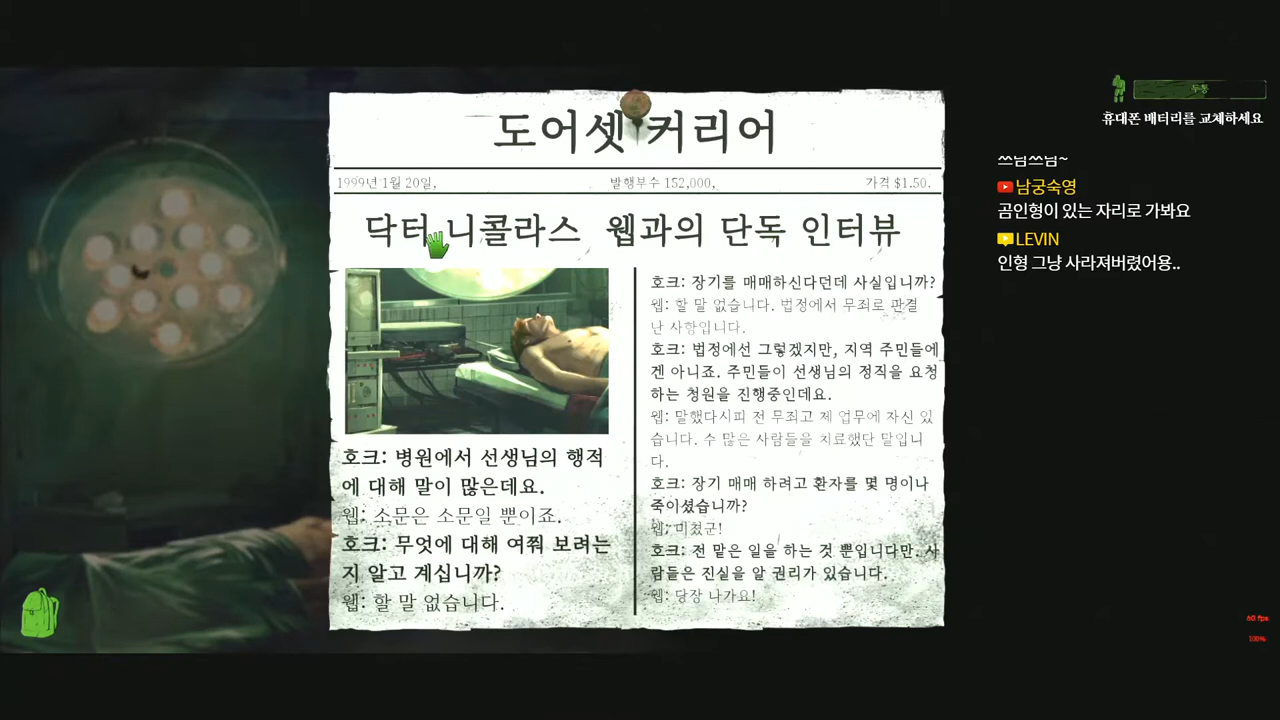 도어셋 커리어
1999년 1월 20일, 발행부수 152,000, 가격 $1.50.
닥터 니콜라스 웹과의 단독 인터뷰
호크: 병원에서 선생님의 행적
에 대해 말이 많은데요.
웹: 소문은 소문일 뿐이죠.
호크: 무엇에 대해 여쭤 보려는
지 알고 계십니까?
웹: 할 말 없습니다.
호크: 장기를 매매하신다던데 사실입니까?
웹: 할 말 없습니다. 법정에서 무죄로 판결
난 사항입니다.
호크: 법정에선 그렇겠지만, 지역 주민들에
겐 아니죠. 주민들이 선생님의 정직을 요청
하는 청원을 진행중인데요.
웹: 말했다시피 전 무죄고 제 업무에 자신 있
습니다. 수 많은 사람들을 치료했단 말입니
다.
호크: 장기 매매 하려고 환자를 몇 명이나
죽이셨습니까?
웹: 미쳤군!
호크: 전 맡은 일을 하는 것 뿐입니다만. 사
람들은 진실을 알 권리가 있습니다.
웹: 당장 나가요!
두통
휴대폰 배터리를 교체하세요
쓰님쓰님~
남궁숙영
곰인형이 있는 자리로 가봐요
LEVIN
인형 그냥 사라져버렸어용..
60 fps
100%